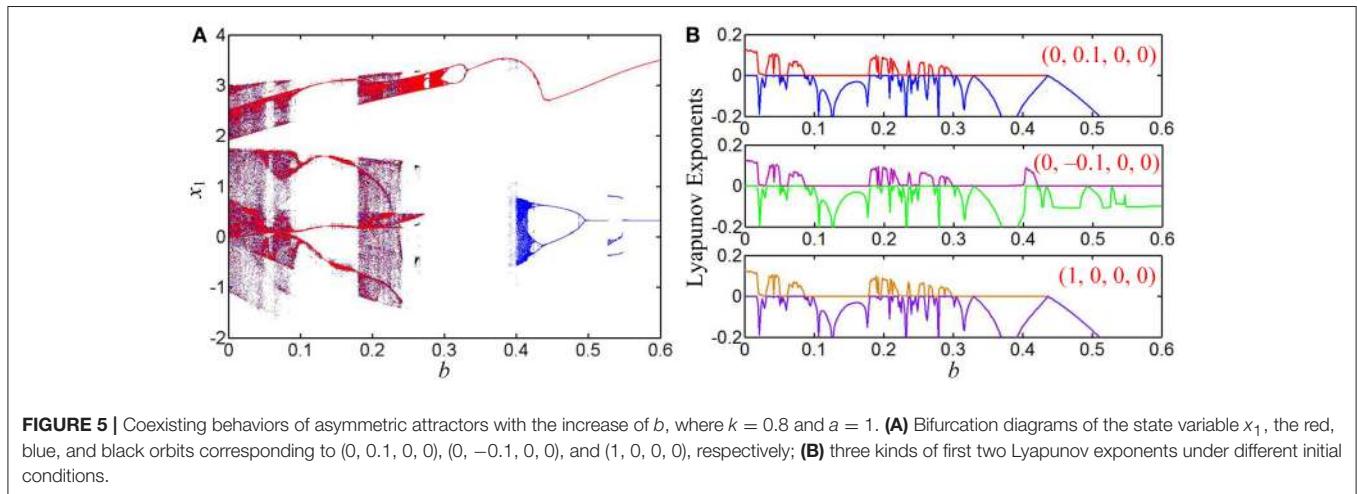 A
4
3
2
1
0
-1
-2
x1
0 0.1 0.2 0.3 0.4 0.5 0.6
b
B
Lyapunov Exponents
0.2
0
-0.2
(0, 0.1, 0, 0)
0 0.1 0.2 0.3 0.4 0.5 0.6
0.2
0
-0.2
(0, –0.1, 0, 0)
0 0.1 0.2 0.3 0.4 0.5 0.6
0.2
0
-0.2
(1, 0, 0, 0)
0 0.1 0.2 0.3 0.4 0.5 0.6
b
FIGURE 5 | Coexisting behaviors of asymmetric attractors with the increase of b, where k = 0.8 and a = 1. (A) Bifurcation diagrams of the state variable x1, the red,
blue, and black orbits corresponding to (0, 0.1, 0, 0), (0, −0.1, 0, 0), and (1, 0, 0, 0), respectively; (B) three kinds of first two Lyapunov exponents under different initial
conditions.